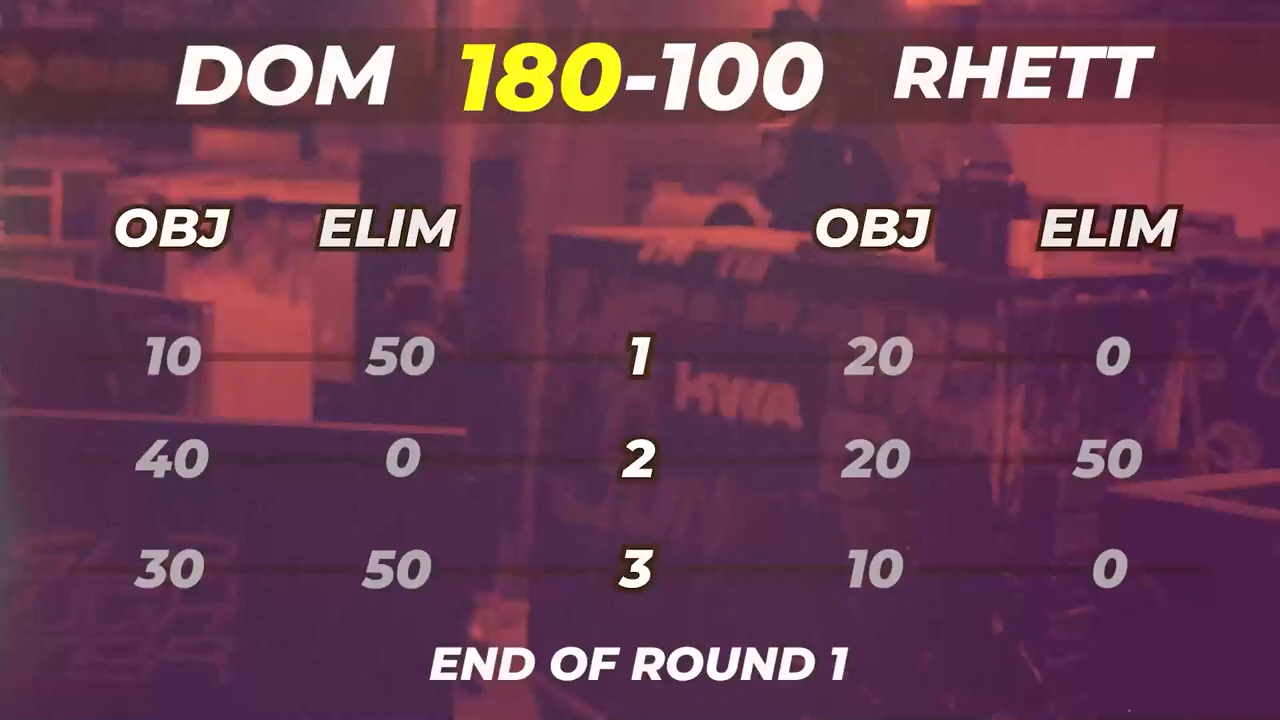 DOM 180-100 RHETT
OBJ ELIM OBJ ELIM
10 50 1 20 0
HWA
40 0 2 20 50
30 50 3 10 0
END OF ROUND 1